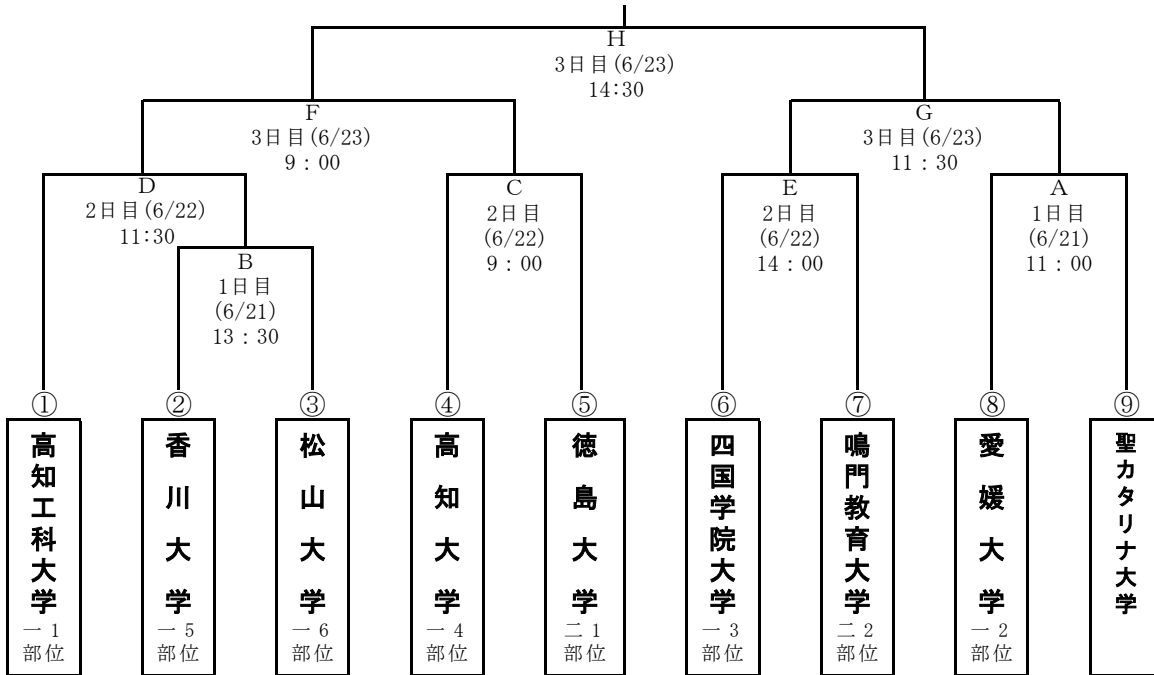 H
3日目(6/23)
14:30
F
3日目(6/23)
9:00
G
3日目(6/23)
11:30
D
2日目(6/22)
11:30
C
2日目
(6/22)
9:00
E
2日目
(6/22)
14:00
A
1日目
(6/21)
11:00
B
1日目
(6/21)
13:30
①
高知工科大学
一部
1位
②
香川大学
一部
5位
③
松山大学
一部
6位
④
高知大学
一部
4位
⑤
徳島大学
二部
1位
⑥
四国学院大学
一部
3位
⑦
鳴門教育大学
二部
2位
⑧
愛媛大学
一部
2位
⑨
聖カタリナ大学